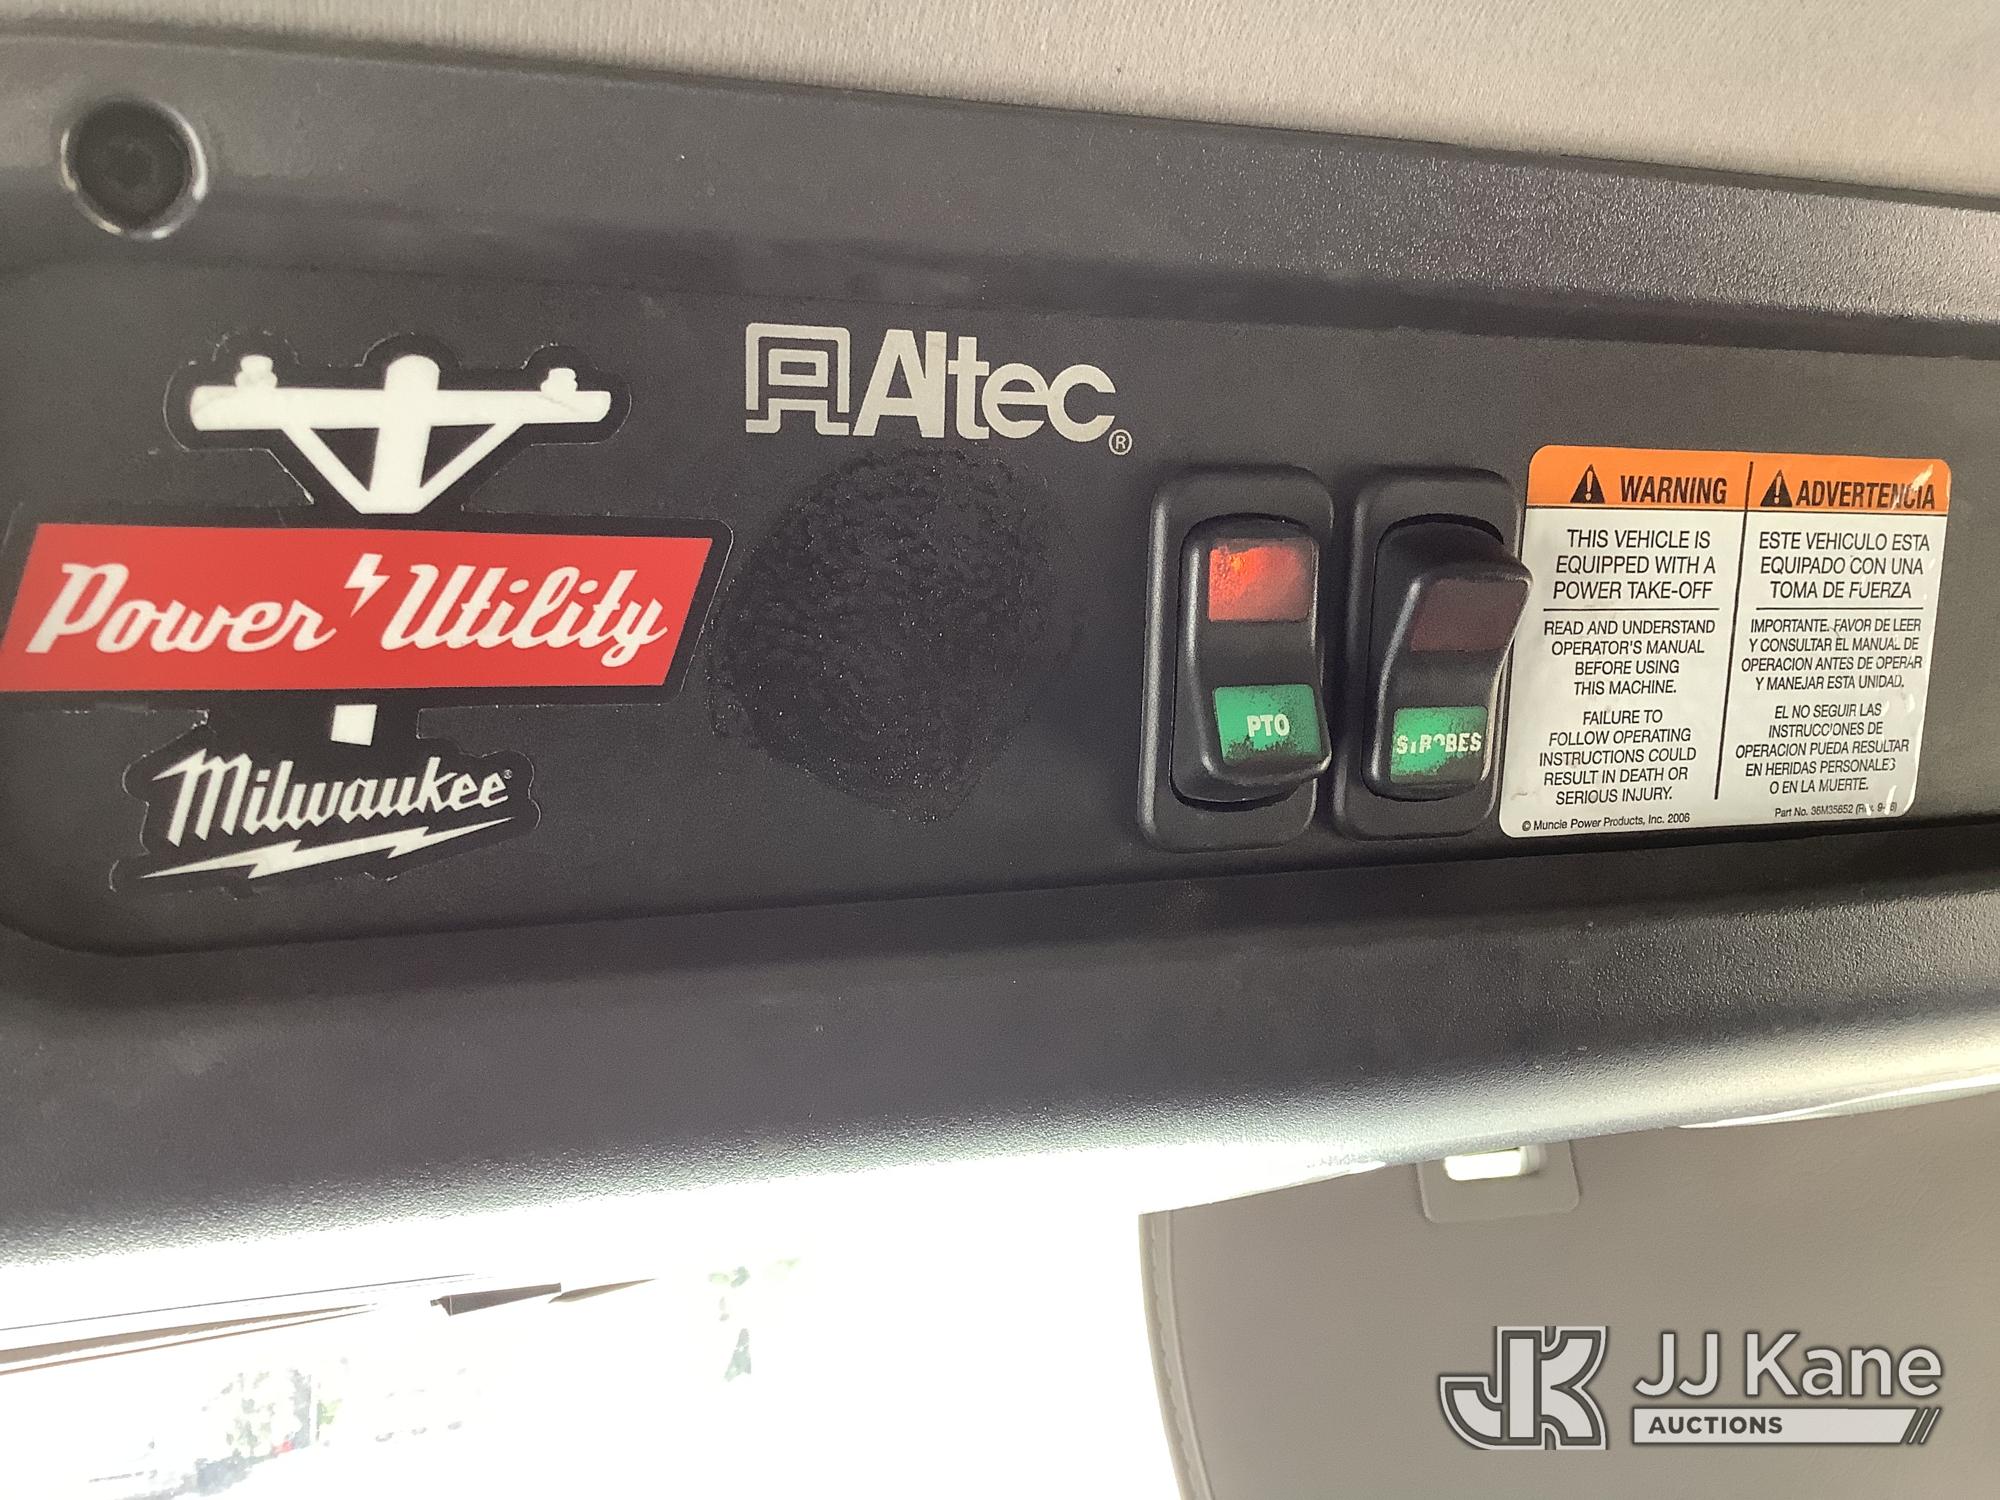 Altec®
Power Utility
Milwaukee®
PTO
STROBES
WARNING
THIS VEHICLE IS
EQUIPPED WITH A
POWER TAKE-OFF
READ AND UNDERSTAND
OPERATOR'S MANUAL
BEFORE USING
THIS MACHINE.
FAILURE TO
FOLLOW OPERATING
INSTRUCTIONS COULD
RESULT IN DEATH OR
SERIOUS INJURY.
© Muncie Power Products, Inc. 2006
ADVERTENCIA
ESTE VEHICULO ESTA
EQUIPADO CON UNA
TOMA DE FUERZA
IMPORTANTE. FAVOR DE LEER
Y CONSULTAR EL MANUAL DE
OPERACION ANTES DE OPERAR
Y MANEJAR ESTA UNIDAD.
EL NO SEGUIR LAS
INSTRUCCIONES DE
OPERACION PUEDA RESULTAR
EN HERIDAS PERSONALES
O EN LA MUERTE.
Part No. 36M35652 (Rev.
JK JJ Kane
AUCTIONS